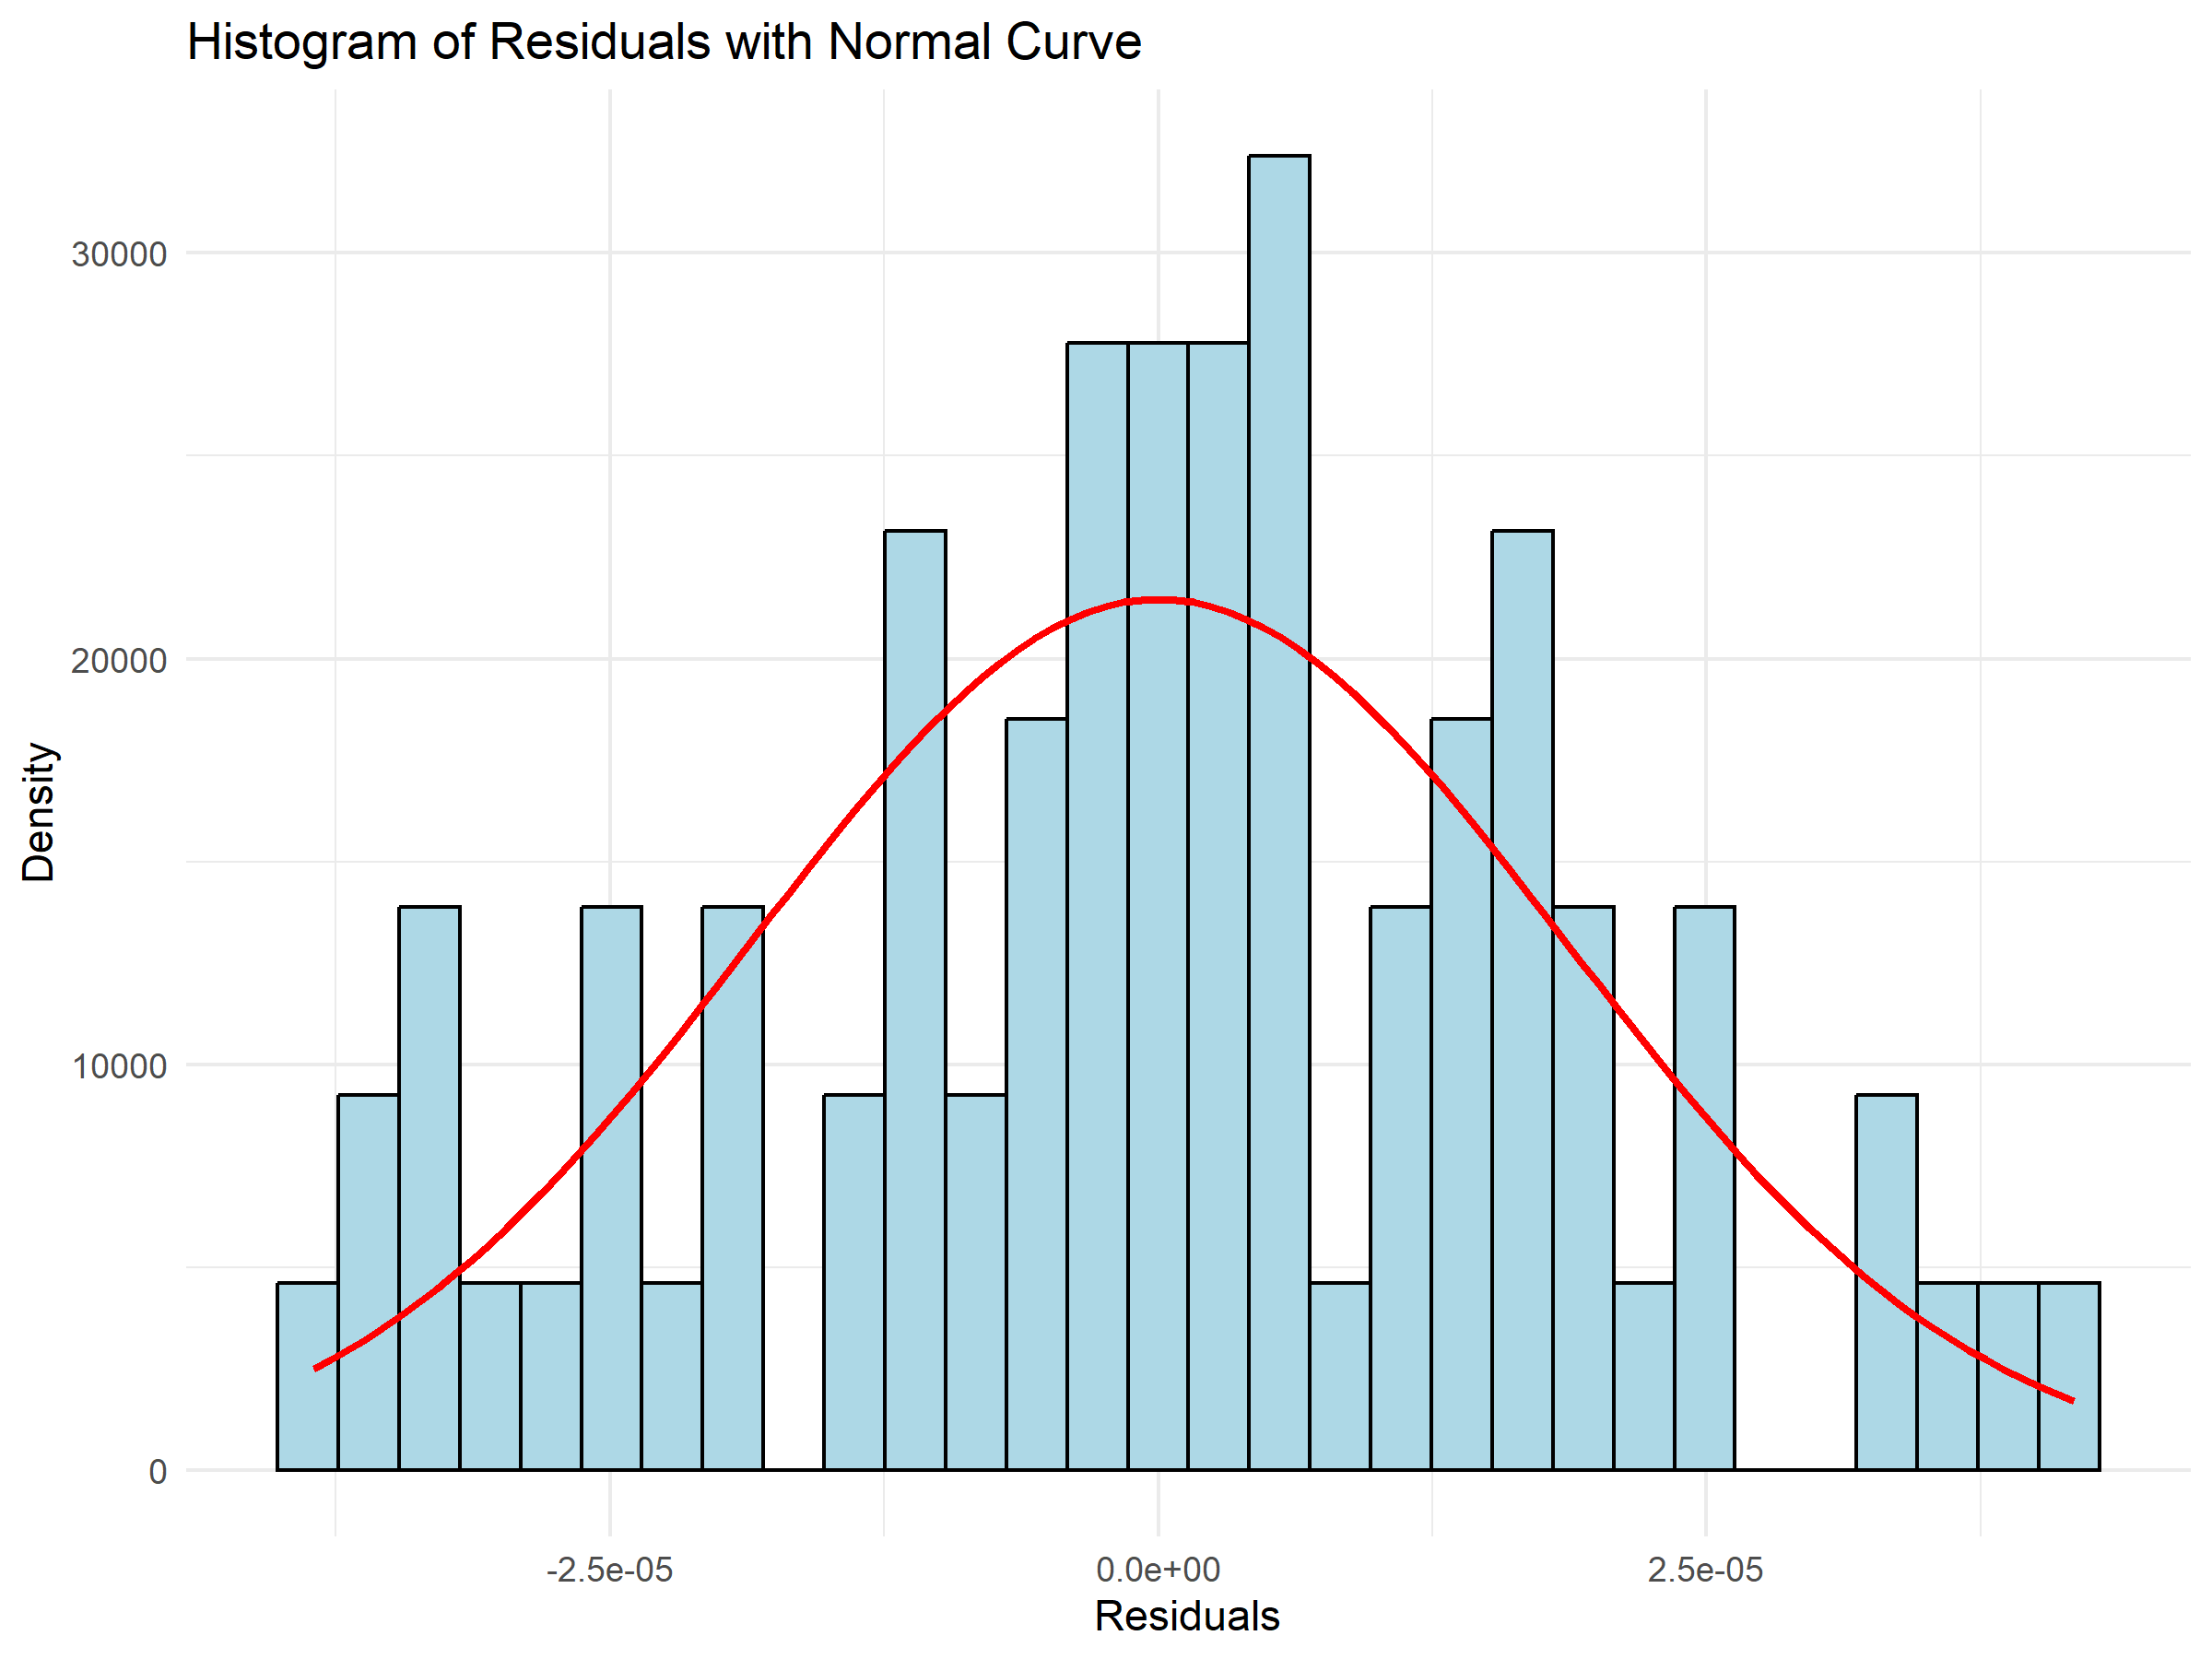 Histogram of Residuals with Normal Curve
30000
20000
10000
0
Density
-2.5e-05
0.0e+00
2.5e-05
Residuals